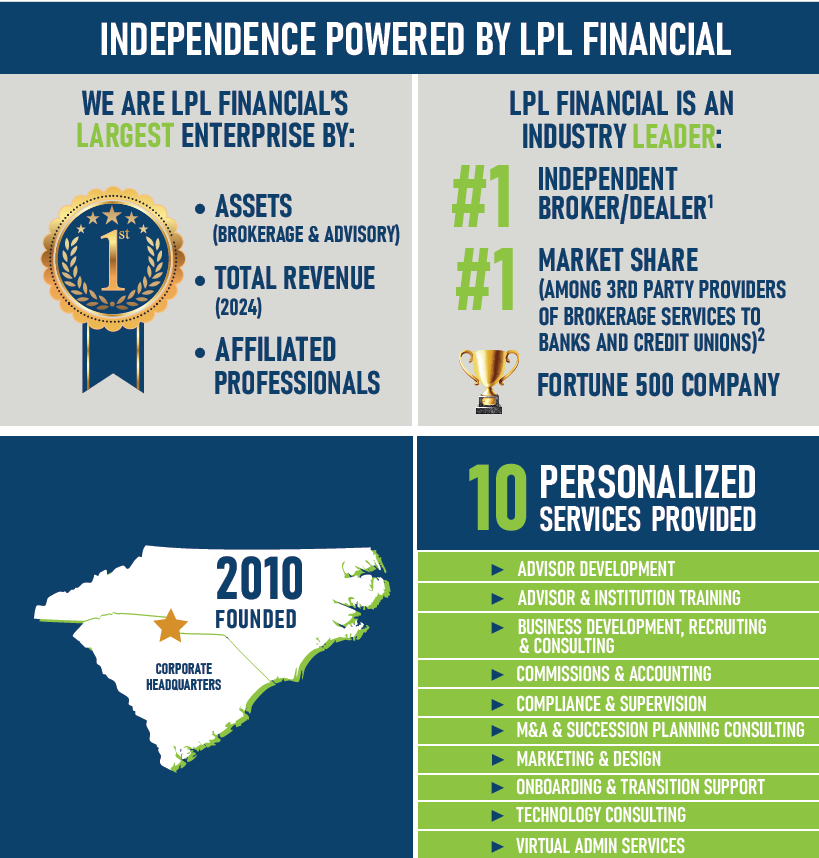 INDEPENDENCE POWERED BY LPL FINANCIAL
WE ARE LPL FINANCIAL'S
LARGEST ENTERPRISE BY:
1st
• ASSETS
(BROKERAGE & ADVISORY)
• TOTAL REVENUE
(2024)
• AFFILIATED
PROFESSIONALS
LPL FINANCIAL IS AN
INDUSTRY LEADER:
#1 INDEPENDENT
BROKER/DEALER¹
#1 MARKET SHARE
(AMONG 3RD PARTY PROVIDERS
OF BROKERAGE SERVICES TO
BANKS AND CREDIT UNIONS)²
FORTUNE 500 COMPANY
2010
FOUNDED
CORPORATE
HEADQUARTERS
10 PERSONALIZED
SERVICES PROVIDED
► ADVISOR DEVELOPMENT
► ADVISOR & INSTITUTION TRAINING
► BUSINESS DEVELOPMENT, RECRUITING
& CONSULTING
► COMMISSIONS & ACCOUNTING
► COMPLIANCE & SUPERVISION
► M&A & SUCCESSION PLANNING CONSULTING
► MARKETING & DESIGN
► ONBOARDING & TRANSITION SUPPORT
► TECHNOLOGY CONSULTING
► VIRTUAL ADMIN SERVICES